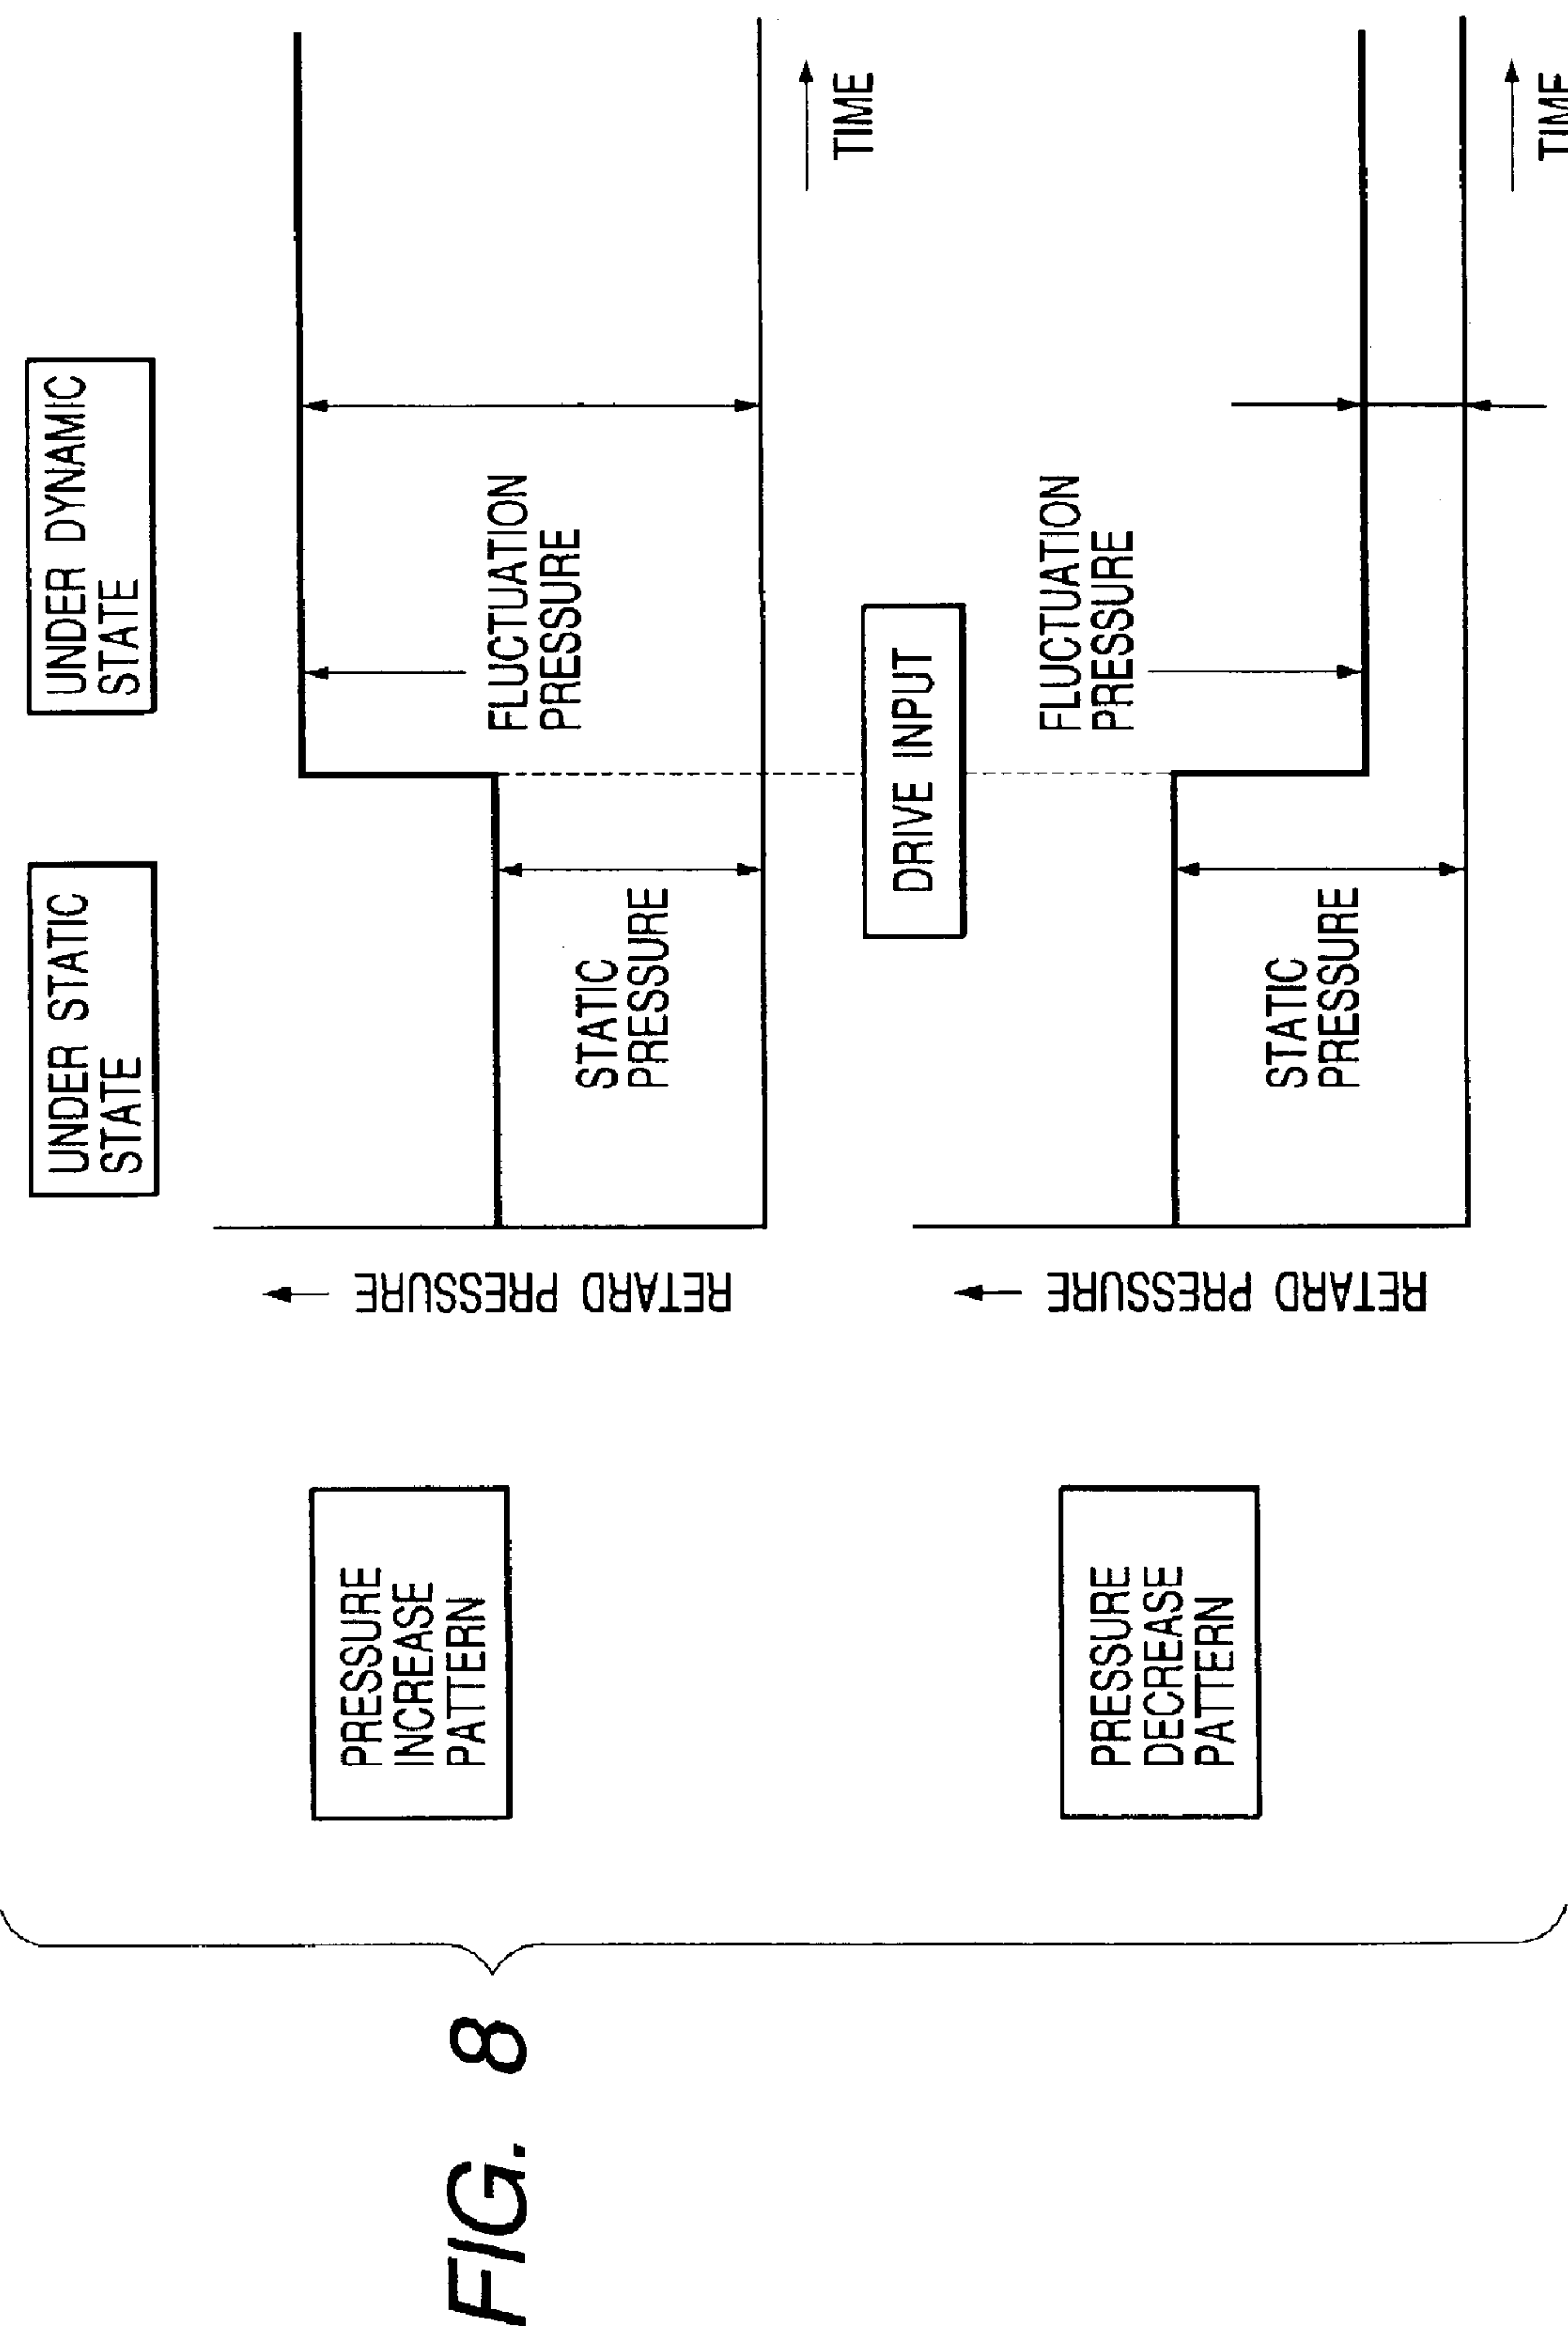 FIG. 8
UNDER STATIC
STATE
UNDER DYNAMIC
STATE
PRESSURE
INCREASE
PATTERN
RETARD PRESSURE
STATIC
PRESSURE
FLUCTUATION
PRESSURE
TIME
DRIVE INPUT
PRESSURE
DECREASE
PATTERN
RETARD PRESSURE
STATIC
PRESSURE
FLUCTUATION
PRESSURE
TIME